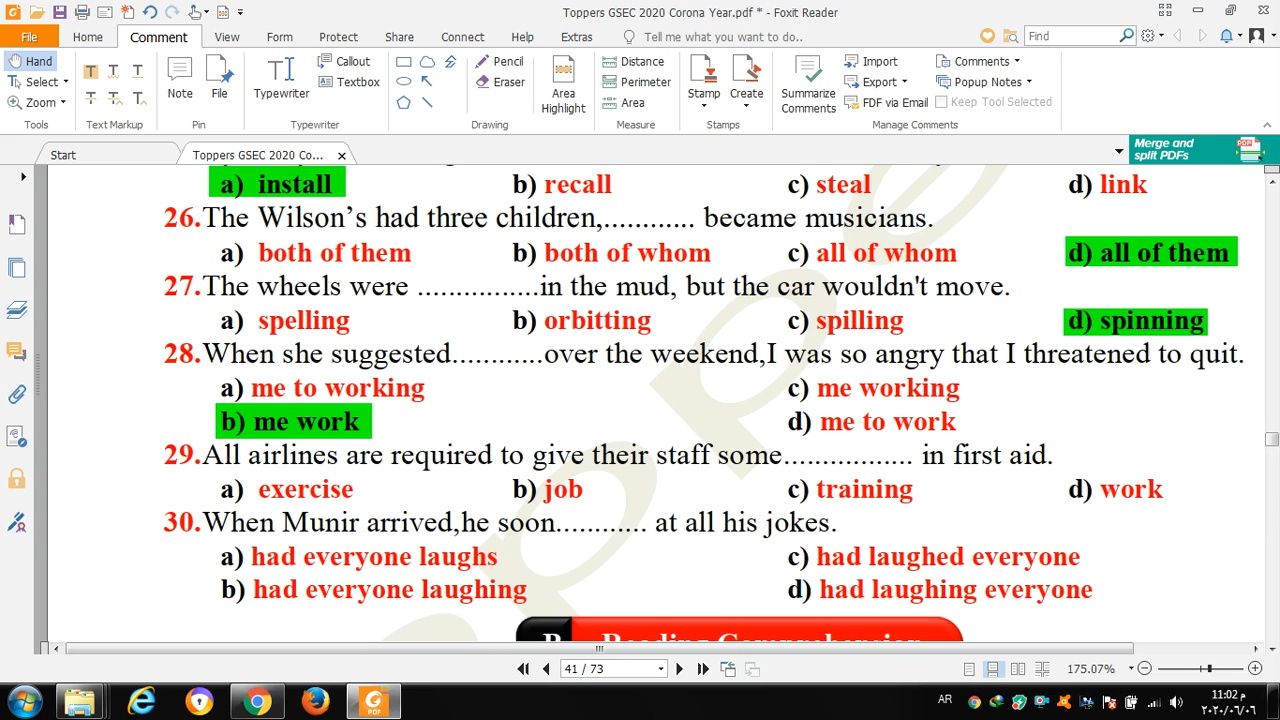 Toppers GSEC 2020 Corona Year.pdf * - Foxit Reader
File Home Comment View Form Protect Share Connect Help Extras Tell me what you want to do.. Find
Hand Select Zoom
Tools
Text Markup
Note File
Pin
Typewriter Callout Textbox
Typewriter
Pencil Eraser Area Highlight
Drawing
Distance Perimeter Area
Measure
Stamp Create
Stamps
Summarize Comments Import Export FDF via Email Comments Popup Notes Keep Tool Selected
Manage Comments
Start Toppers GSEC 2020 Co... Merge and split PDFs
a) install b) recall c) steal d) link
26.The Wilson's had three children,............ became musicians.
a) both of them b) both of whom c) all of whom d) all of them
27.The wheels were ................in the mud, but the car wouldn't move.
a) spelling b) orbitting c) spilling d) spinning
28.When she suggested............over the weekend,I was so angry that I threatened to quit.
a) me to working c) me working
b) me work d) me to work
29.All airlines are required to give their staff some................. in first aid.
a) exercise b) job c) training d) work
30.When Munir arrived,he soon............ at all his jokes.
a) had everyone laughs c) had laughed everyone
b) had everyone laughing d) had laughing everyone
B Reading Comprehension
41 / 73 175.07%
AR 11:02 م
٢٠٢٠/٠٦/٠٦